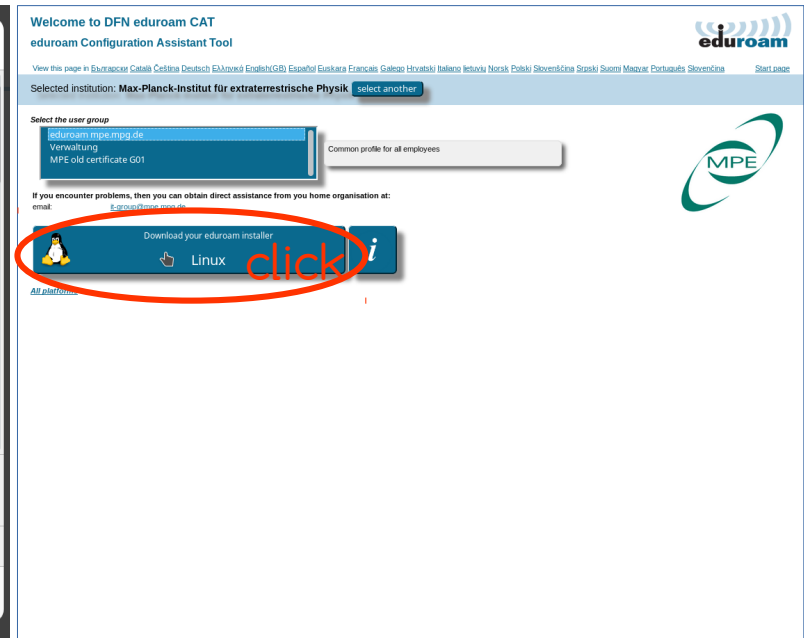 Welcome to DFN eduroam CAT
eduroam Configuration Assistant Tool
eduroam
View this page in Български Català Čeština Deutsch Ελληνικά English(GB) Español Euskara Français Galego Hrvatski Italiano lietuvių Norsk Polski Slovenščina Srpski Suomi Magyar Português Slovenčina Start page
Selected institution: Max-Planck-Institut für extraterrestrische Physik select another
Select the user group
eduroam mpe.mpg.de
Verwaltung
MPE old certificate G01
Common profile for all employees
MPE
If you encounter problems, then you can obtain direct assistance from you home organisation at:
email: it-group@mpe.mpg.de
Download your eduroam installer
Linux
click
i
All platforms